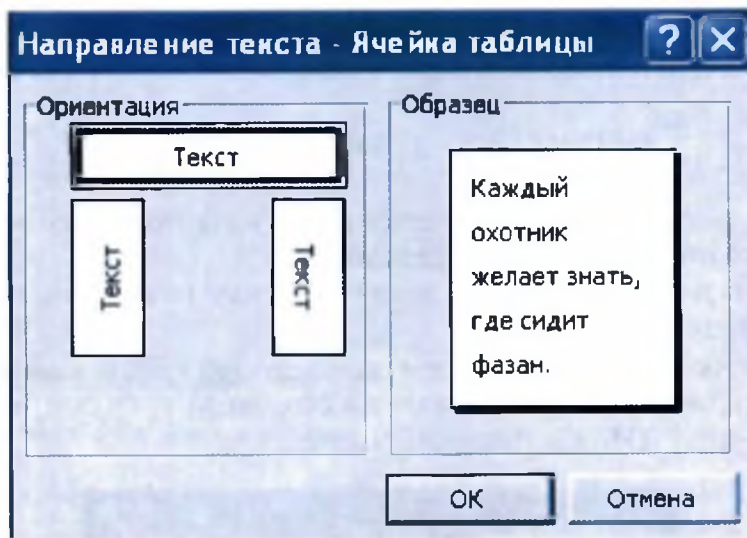 Направление текста - Ячейка таблицы
Ориентация
Текст
Текст
Текст
Образец
Каждый
охотник
желает знать,
где сидит
фазан.
ОК
Отмена